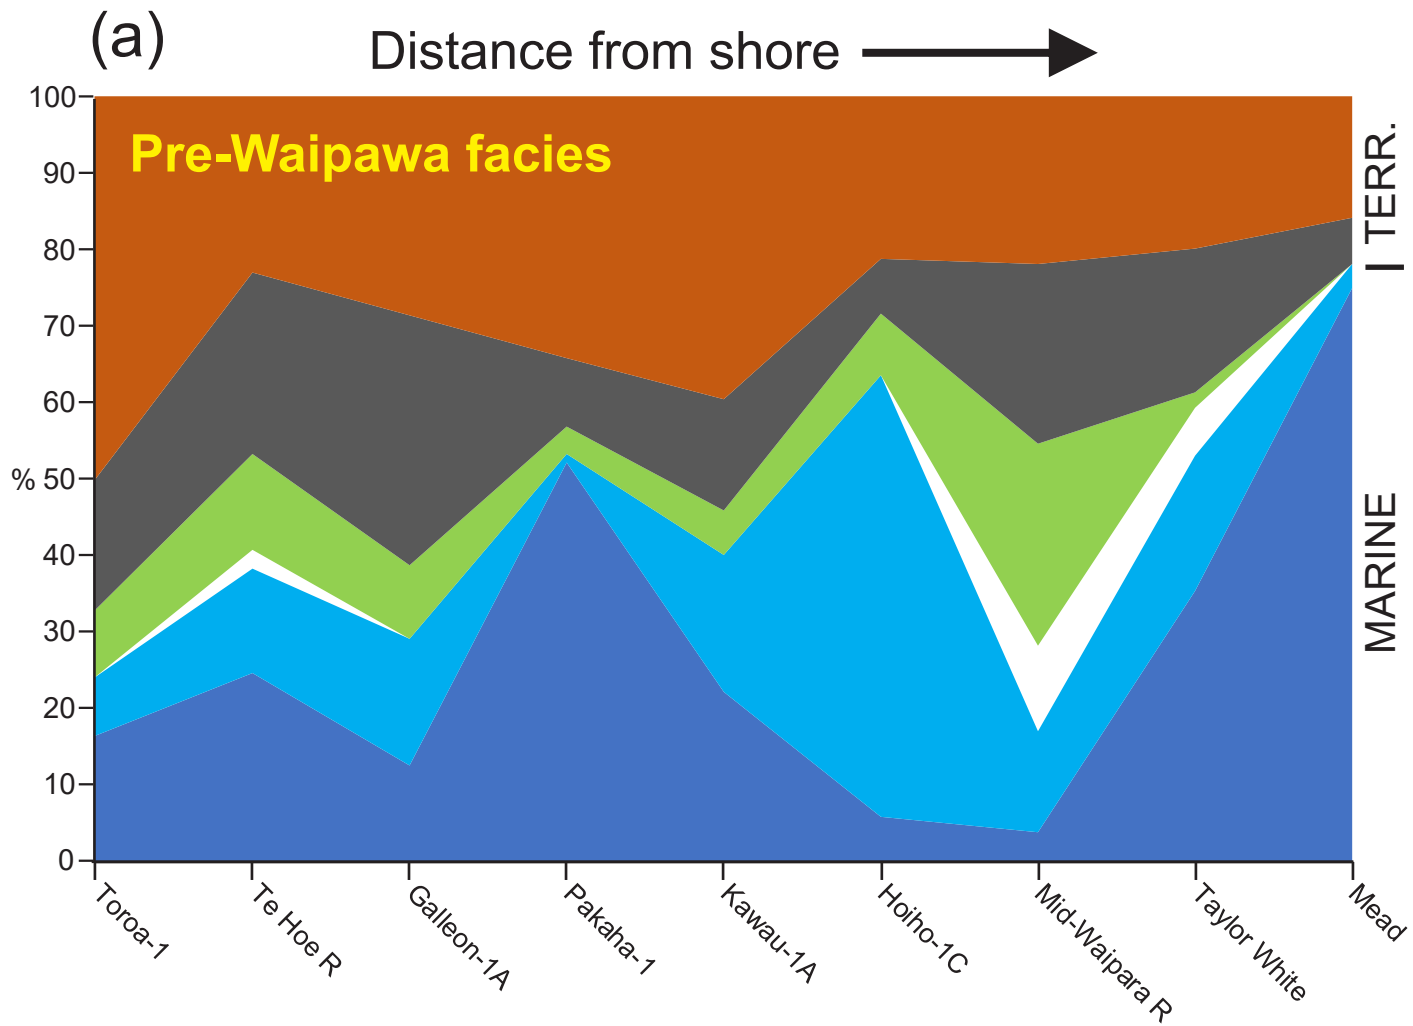 (a)
Distance from shore
Pre-Waipawa facies
100
90
80
70
60
% 50
40
30
20
10
0
TERR.
MARINE
Toroa-1
Te Hoe R
Galleon-1A
Pakaha-1
Kawau-1A
Hoiho-1C
Mid-Waipara R
Taylor White
Mead